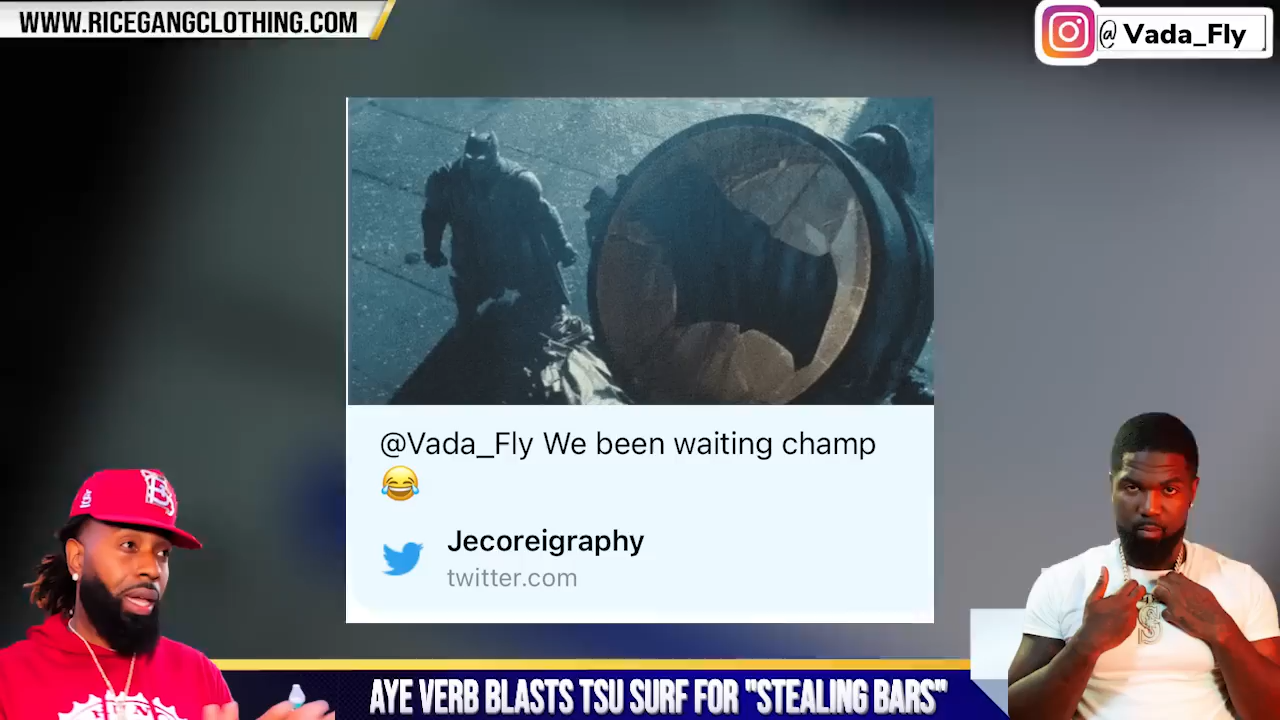 WWW.RICEGANGCLOTHING.COM
@ Vada_Fly
@Vada_Fly We been waiting champ
😂
Jecoreigraphy
twitter.com
AYE VERB BLASTS TSU SURF FOR "STEALING BARS"